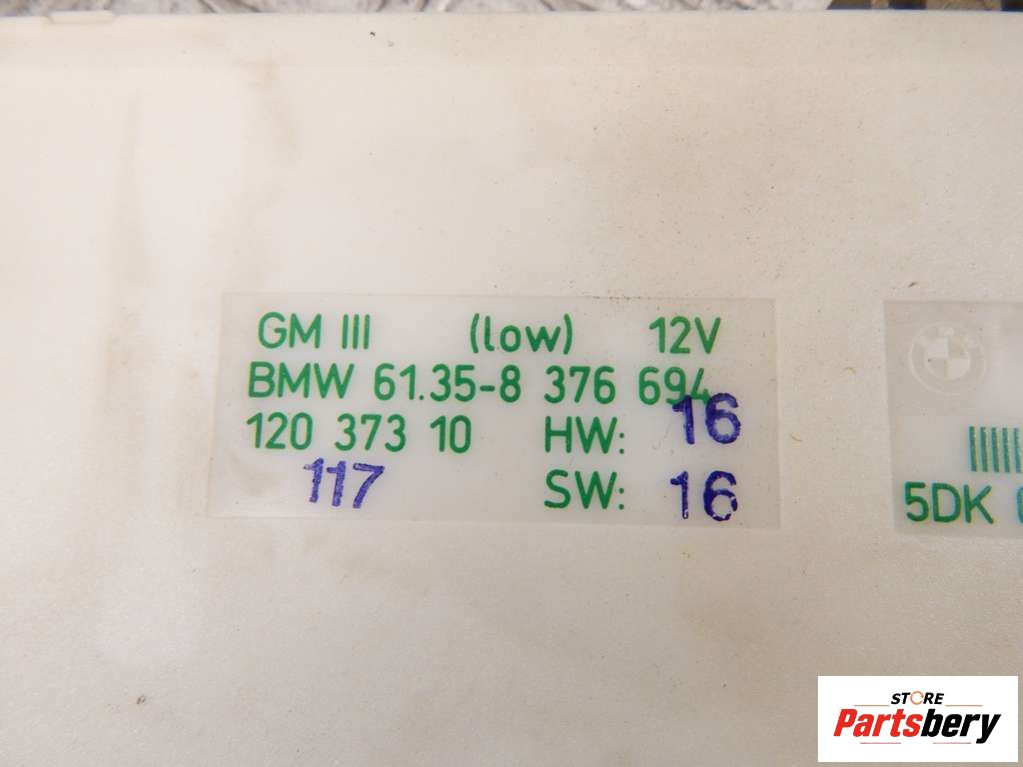 GM III (low) 12V
BMW 61.35-8 376 694
120 373 10 HW: 16
117 SW: 16
5DK
STORE
Partsbery